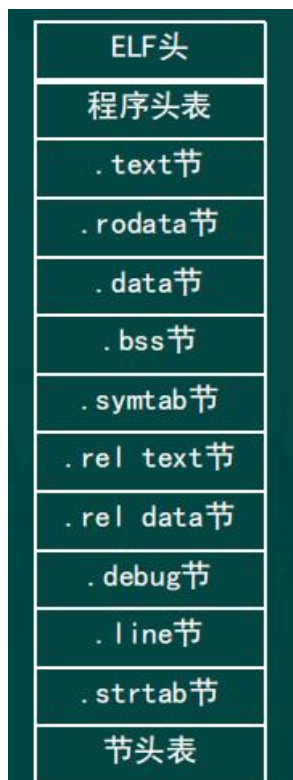 ELF头
程序头表
.text节
.rodata节
.data节
.bss节
.symtab节
.rel text节
.rel data节
.debug节
.line节
.strtab节
节头表